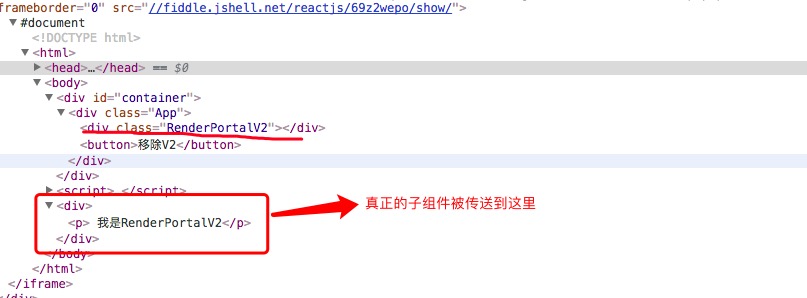 frameborder="0" src="//fiddle.jshell.net/reactjs/69z2wepo/show/">
▼#document
<!DOCTYPE html>
▼<html>
▶<head>…</head> == $0
▼<body>
▼<div id="container">
▼<div class="App">
<div class="RenderPortalV2"></div>
<button>移除V2</button>
</div>
</div>
▶<script> </script>
▼<div>
<p> 我是RenderPortalV2</p>
</div>
</body>
</html>
</iframe>
真正的子组件被传送到这里